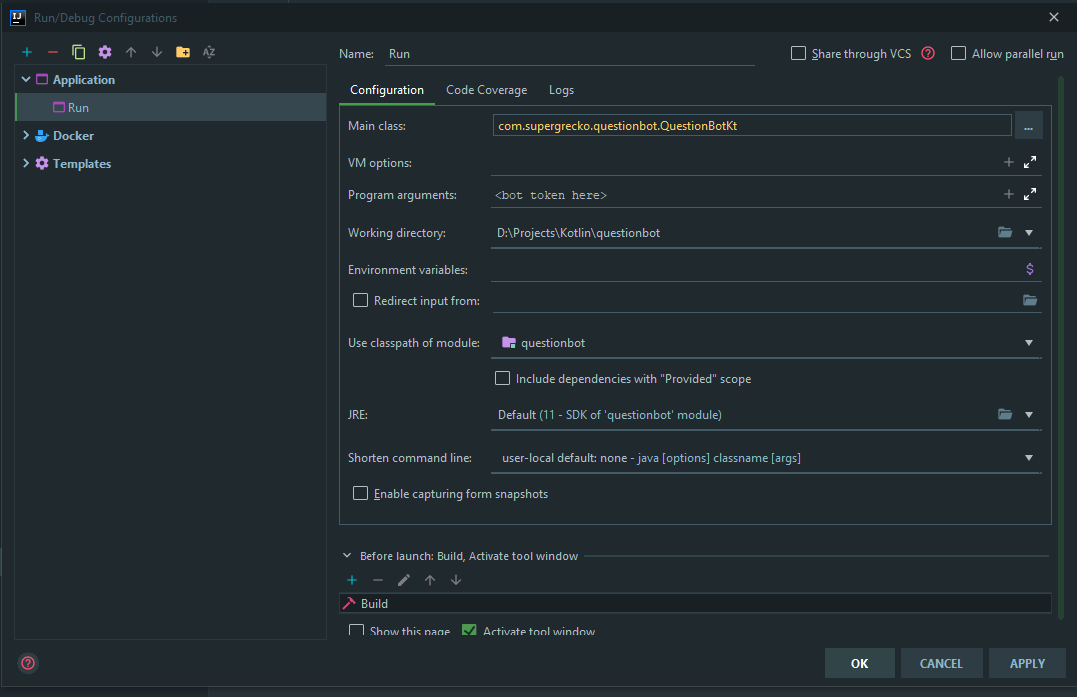 Run/Debug Configurations
Name: Run
Share through VCS
Allow parallel run
Application
Run
Docker
Templates
Configuration Code Coverage Logs
Main class: com.supergrecko.questbot.QuestionBotKt ...
VM options:
Program arguments: <bot token here>
Working directory: D:\Projects\Kotlin\questionbot
Environment variables:
Redirect input from:
Use classpath of module: questionbot
Include dependencies with "Provided" scope
JRE: Default (11 - SDK of 'questionbot' module)
Shorten command line: user-local default: none - java [options] classname [args]
Enable capturing form snapshots
Before launch: Build, Activate tool window
Build
Show this page Activate tool window
OK CANCEL APPLY